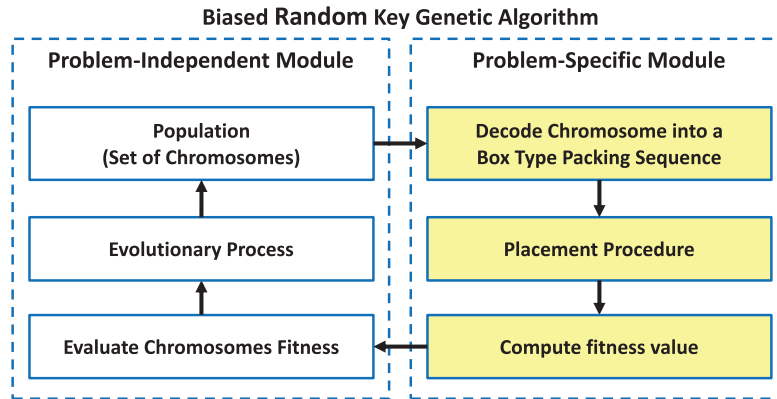 Biased Random Key Genetic Algorithm
Problem-Independent Module
Problem-Specific Module
Population
(Set of Chromosomes)
Decode Chromosome into a
Box Type Packing Sequence
Evolutionary Process
Placement Procedure
Evaluate Chromosomes Fitness
Compute fitness value